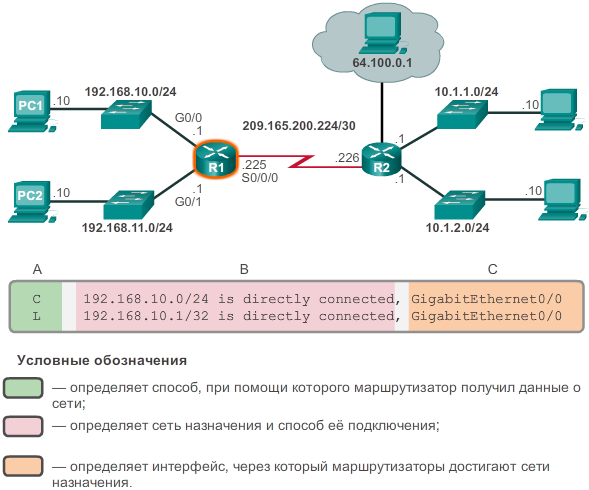 64.100.0.1
192.168.10.0/24
10.1.1.0/24
PC1
.10
G0/0
.1
209.165.200.224/30
.10
.1
R1
.225
S0/0/0
.226
R2
.1
PC2
.10
.1
G0/1
192.168.11.0/24
.10
10.1.2.0/24
A B C
C 192.168.10.0/24 is directly connected, GigabitEthernet0/0
L 192.168.10.1/32 is directly connected, GigabitEthernet0/0
Условные обозначения
— определяет способ, при помощи которого маршрутизатор получил данные о
сети;
— определяет сеть назначения и способ её подключения;
— определяет интерфейс, через который маршрутизаторы достигают сети
назначения.